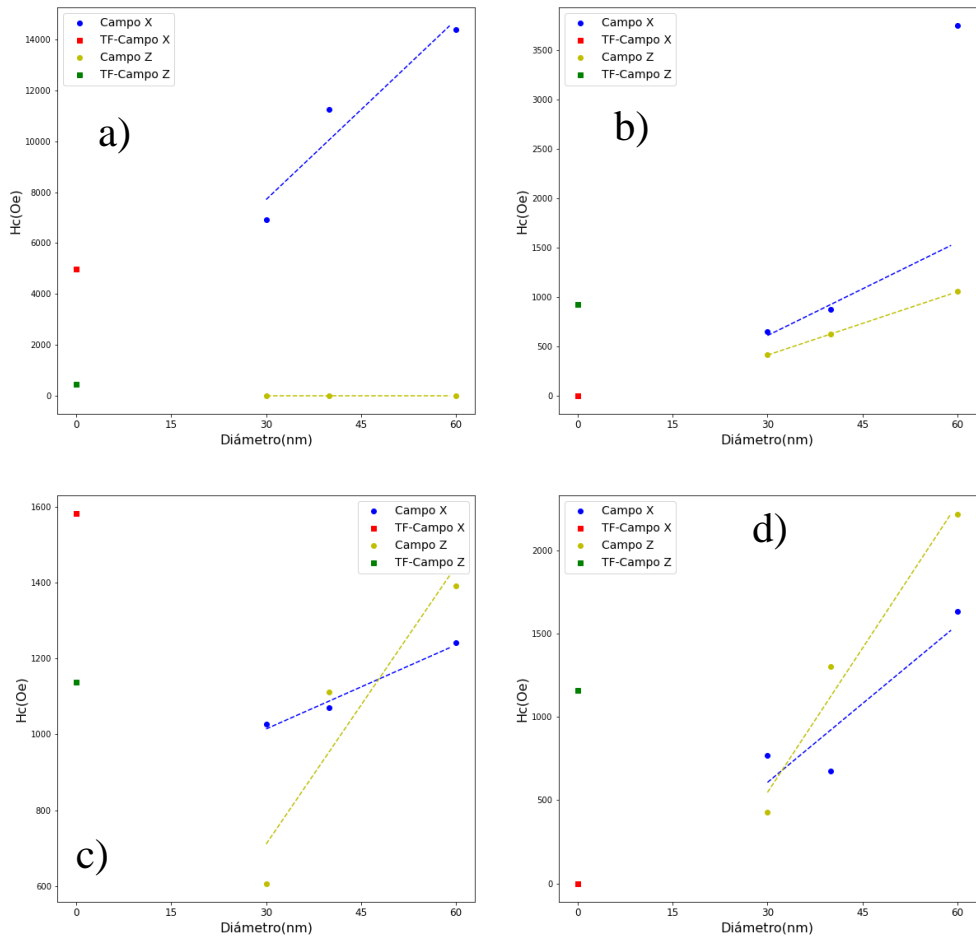 Campo X
TF-Campo X
Campo Z
TF-Campo Z
a)
14000
12000
10000
8000
6000
4000
2000
0
Hc(Oe)
0 15 30 45 60
Diámetro(nm)
Campo X
TF-Campo X
Campo Z
TF-Campo Z
b)
3500
3000
2500
2000
1500
1000
500
0
Hc(Oe)
0 15 30 45 60
Diámetro(nm)
Campo X
TF-Campo X
Campo Z
TF-Campo Z
c)
1600
1400
1200
1000
800
600
Hc(Oe)
0 15 30 45 60
Diámetro(nm)
Campo X
TF-Campo X
Campo Z
TF-Campo Z
d)
2000
1500
1000
500
0
Hc(Oe)
0 15 30 45 60
Diámetro(nm)